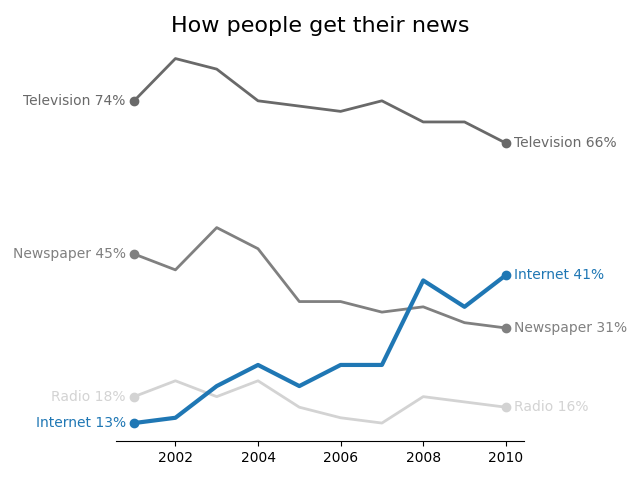 How people get their news
Television 74%
Television 66%
Newspaper 45%
Internet 41%
Newspaper 31%
Radio 18%
Radio 16%
Internet 13%
2002 2004 2006 2008 2010